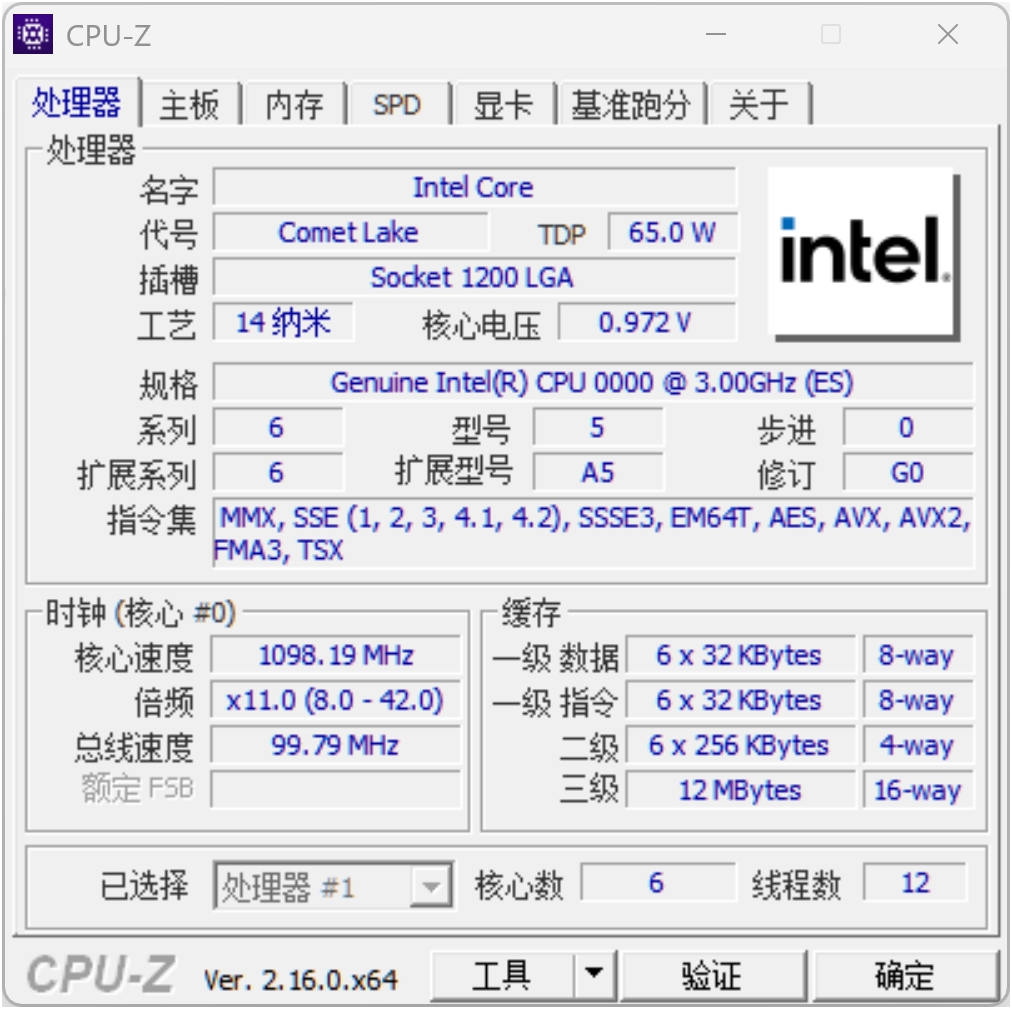 CPU-Z
处理器 主板 内存 SPD 显卡 基准跑分 关于
处理器
名字 Intel Core
代号 Comet Lake TDP 65.0 W
插槽 Socket 1200 LGA
工艺 14 纳米 核心电压 0.972 V
intel.
规格 Genuine Intel(R) CPU 0000 @ 3.00GHz (ES)
系列 6 型号 5 步进 0
扩展系列 6 扩展型号 A5 修订 G0
指令集 MMX, SSE (1, 2, 3, 4.1, 4.2), SSSE3, EM64T, AES, AVX, AVX2,
FMA3, TSX
时钟 (核心 #0)
核心速度 1098.19 MHz
倍频 x11.0 (8.0 - 42.0)
总线速度 99.79 MHz
额定 FSB
缓存
一级 数据 6 x 32 KBytes 8-way
一级 指令 6 x 32 KBytes 8-way
二级 6 x 256 KBytes 4-way
三级 12 MBytes 16-way
已选择 处理器 #1 核心数 6 线程数 12
CPU-Z Ver. 2.16.0.x64 工具 验证 确定